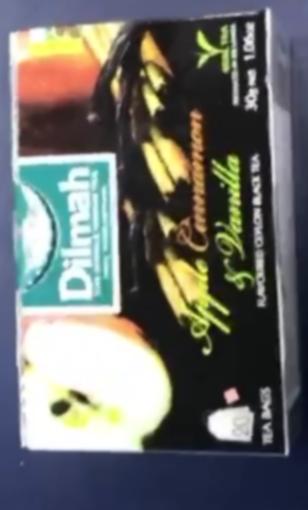 Dilmah
Apple Cinnamon
& Vanilla
FLAVOURED CEYLON BLACK TEA
20
TEA BAGS
30g net 1.06oz